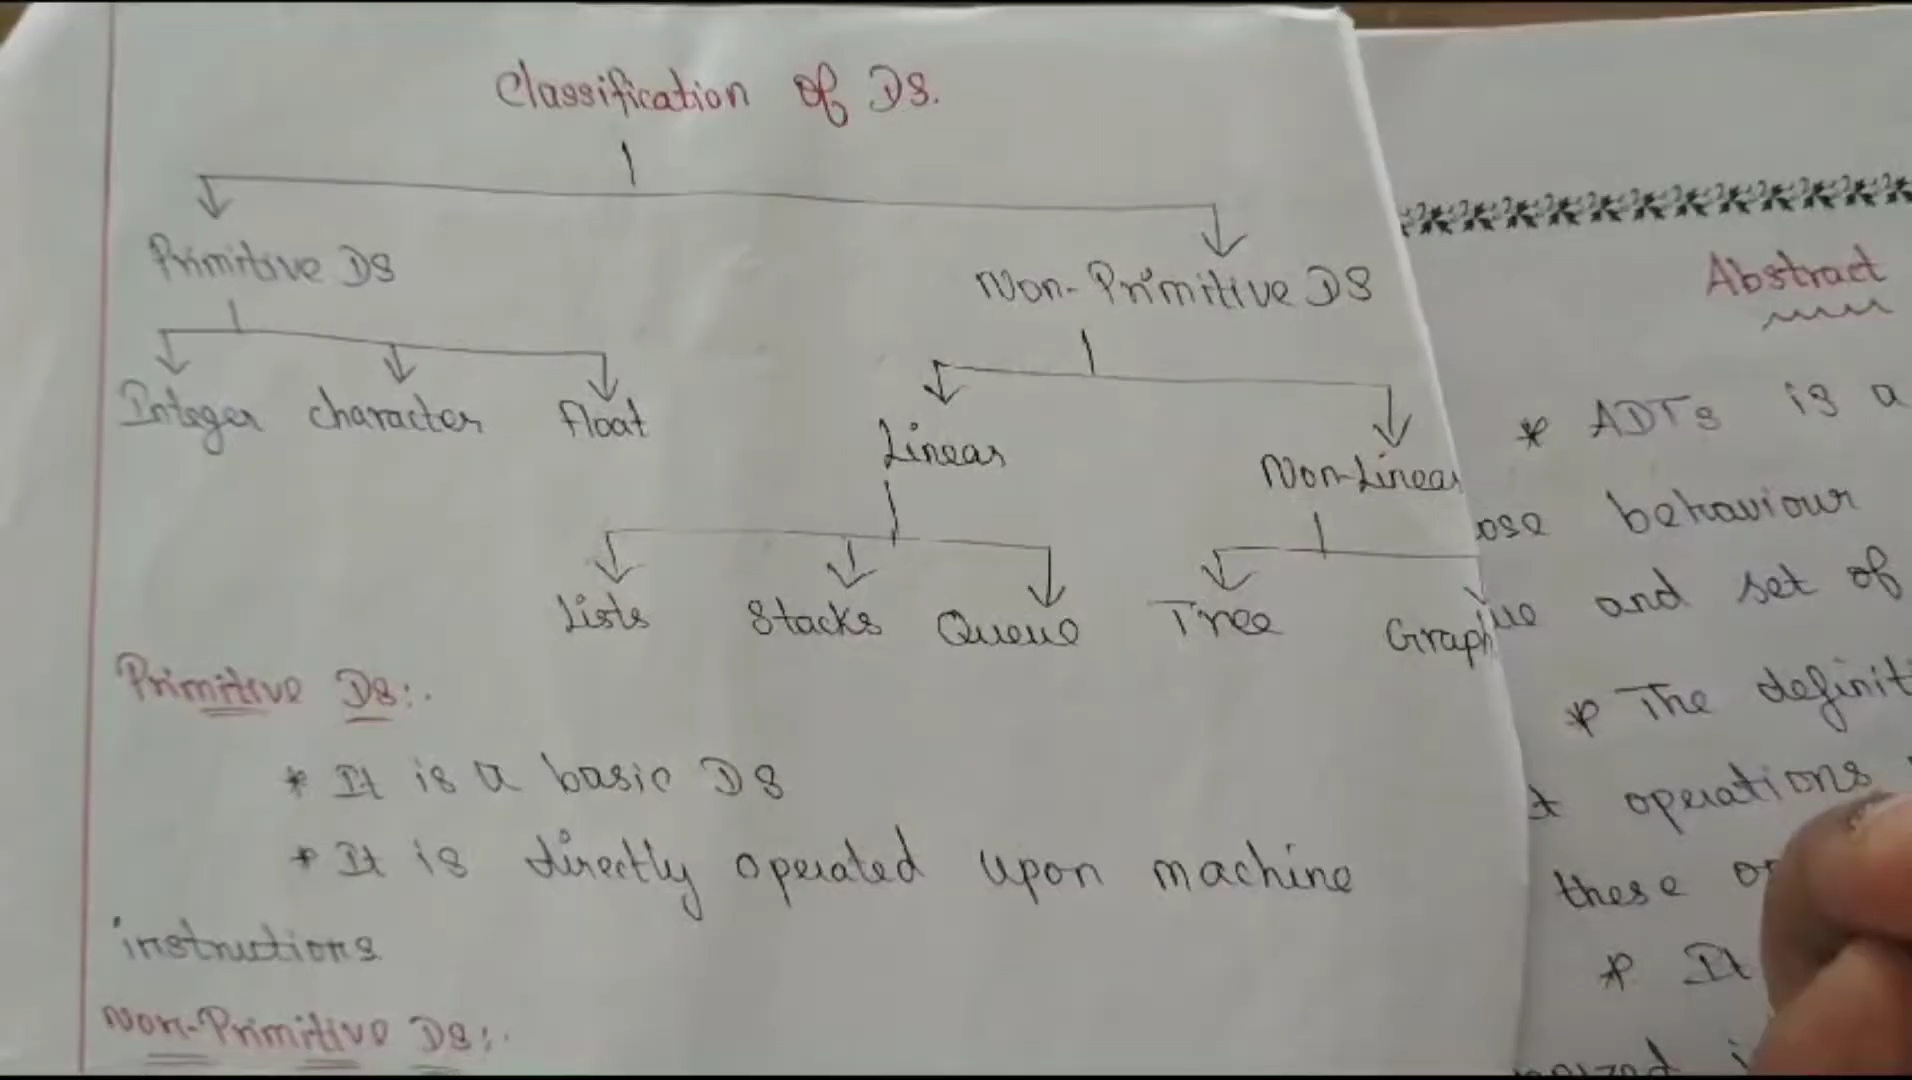 Classification of DS.
Primitive DS
Non-Primitive DS
Integer character float
Linear
Non-Linear
Lists Stacks Queue Tree Graph
Primitive DS:.
* It is a basic DS
* It is directly operated upon machine
instructions
Non-Primitive DS:.
Abstract
* ADTs is a
ose behaviour
ue and set of
* The definit
t operations
these
* It